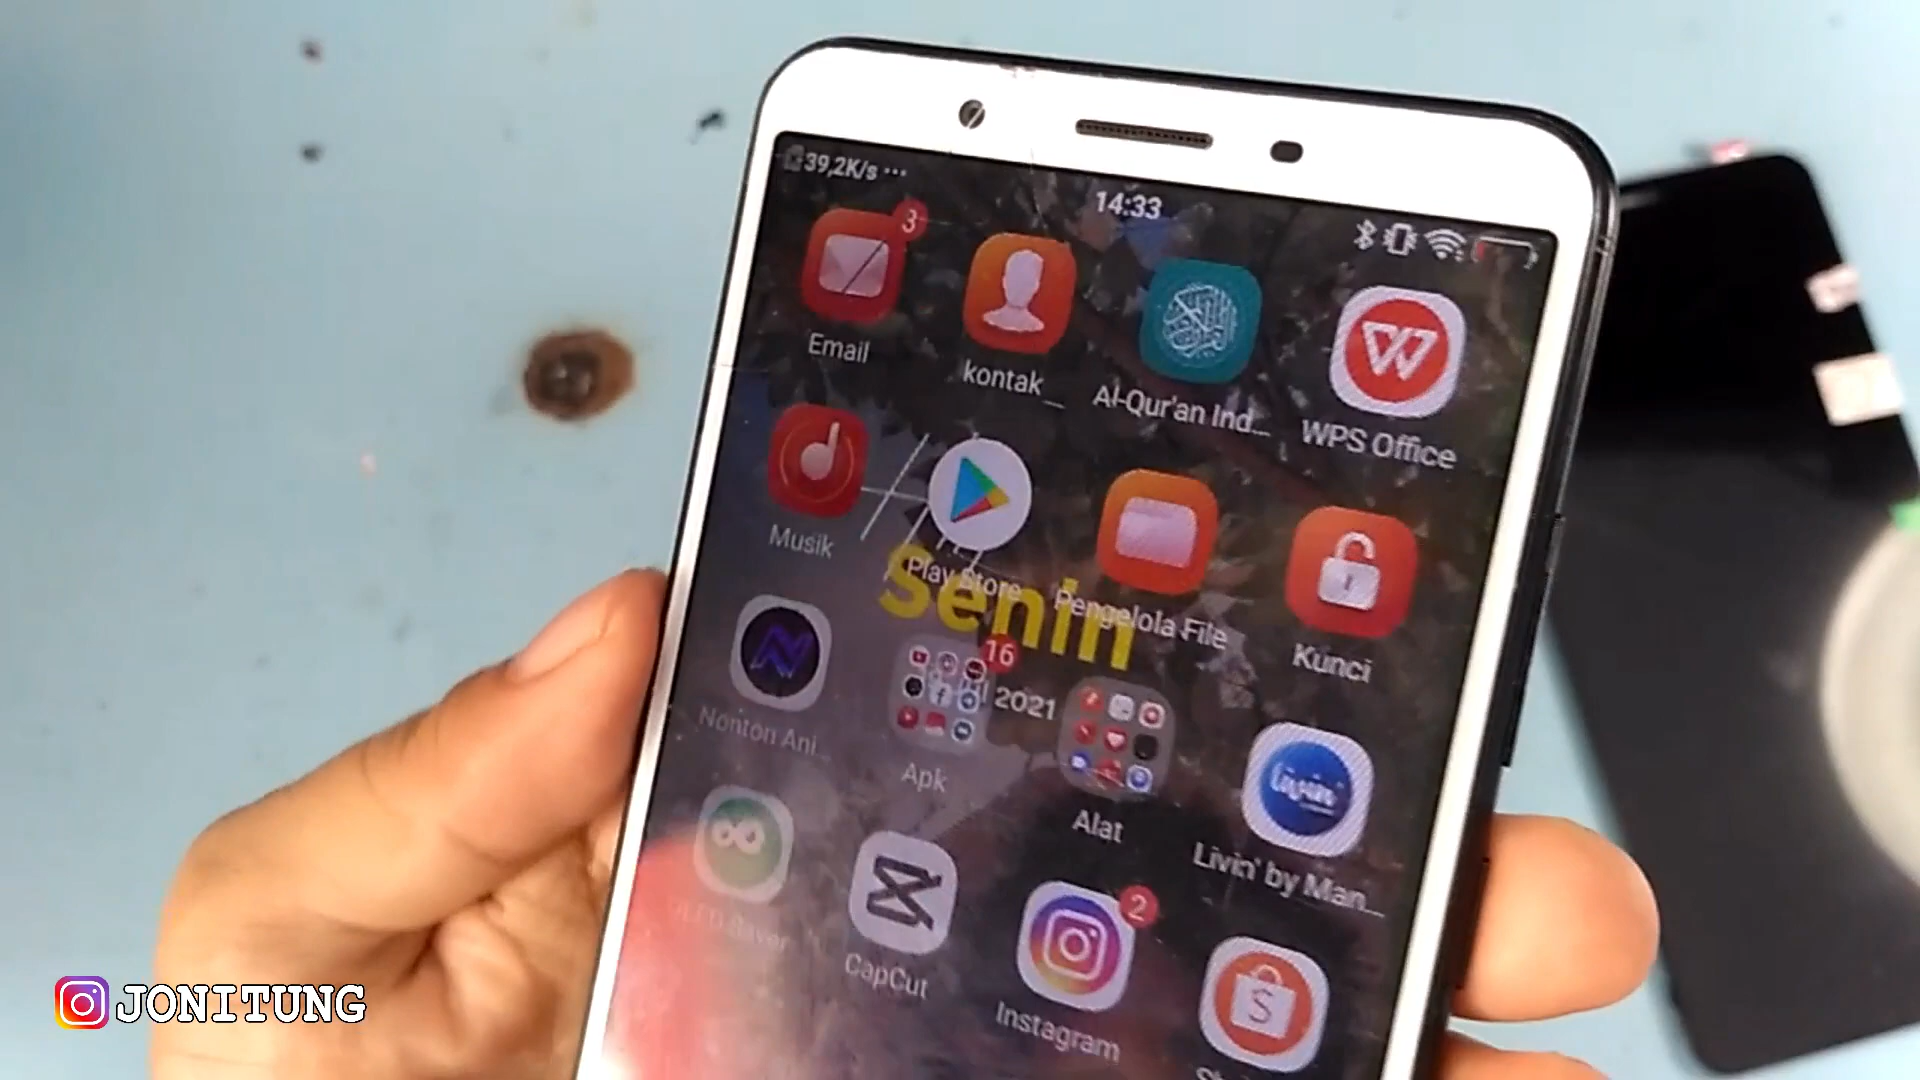 39,2K/s ...
14:33
3
Email
kontak_
Al-Qur'an Ind...
WPS Office
Musik
Play Store
Pengelola File
Kunci
Senin
2021
16
Nonton Ani...
Apk
Alat
Livin'
Livin' by Man...
CapCut
2
Instagram
S
JONITUNG